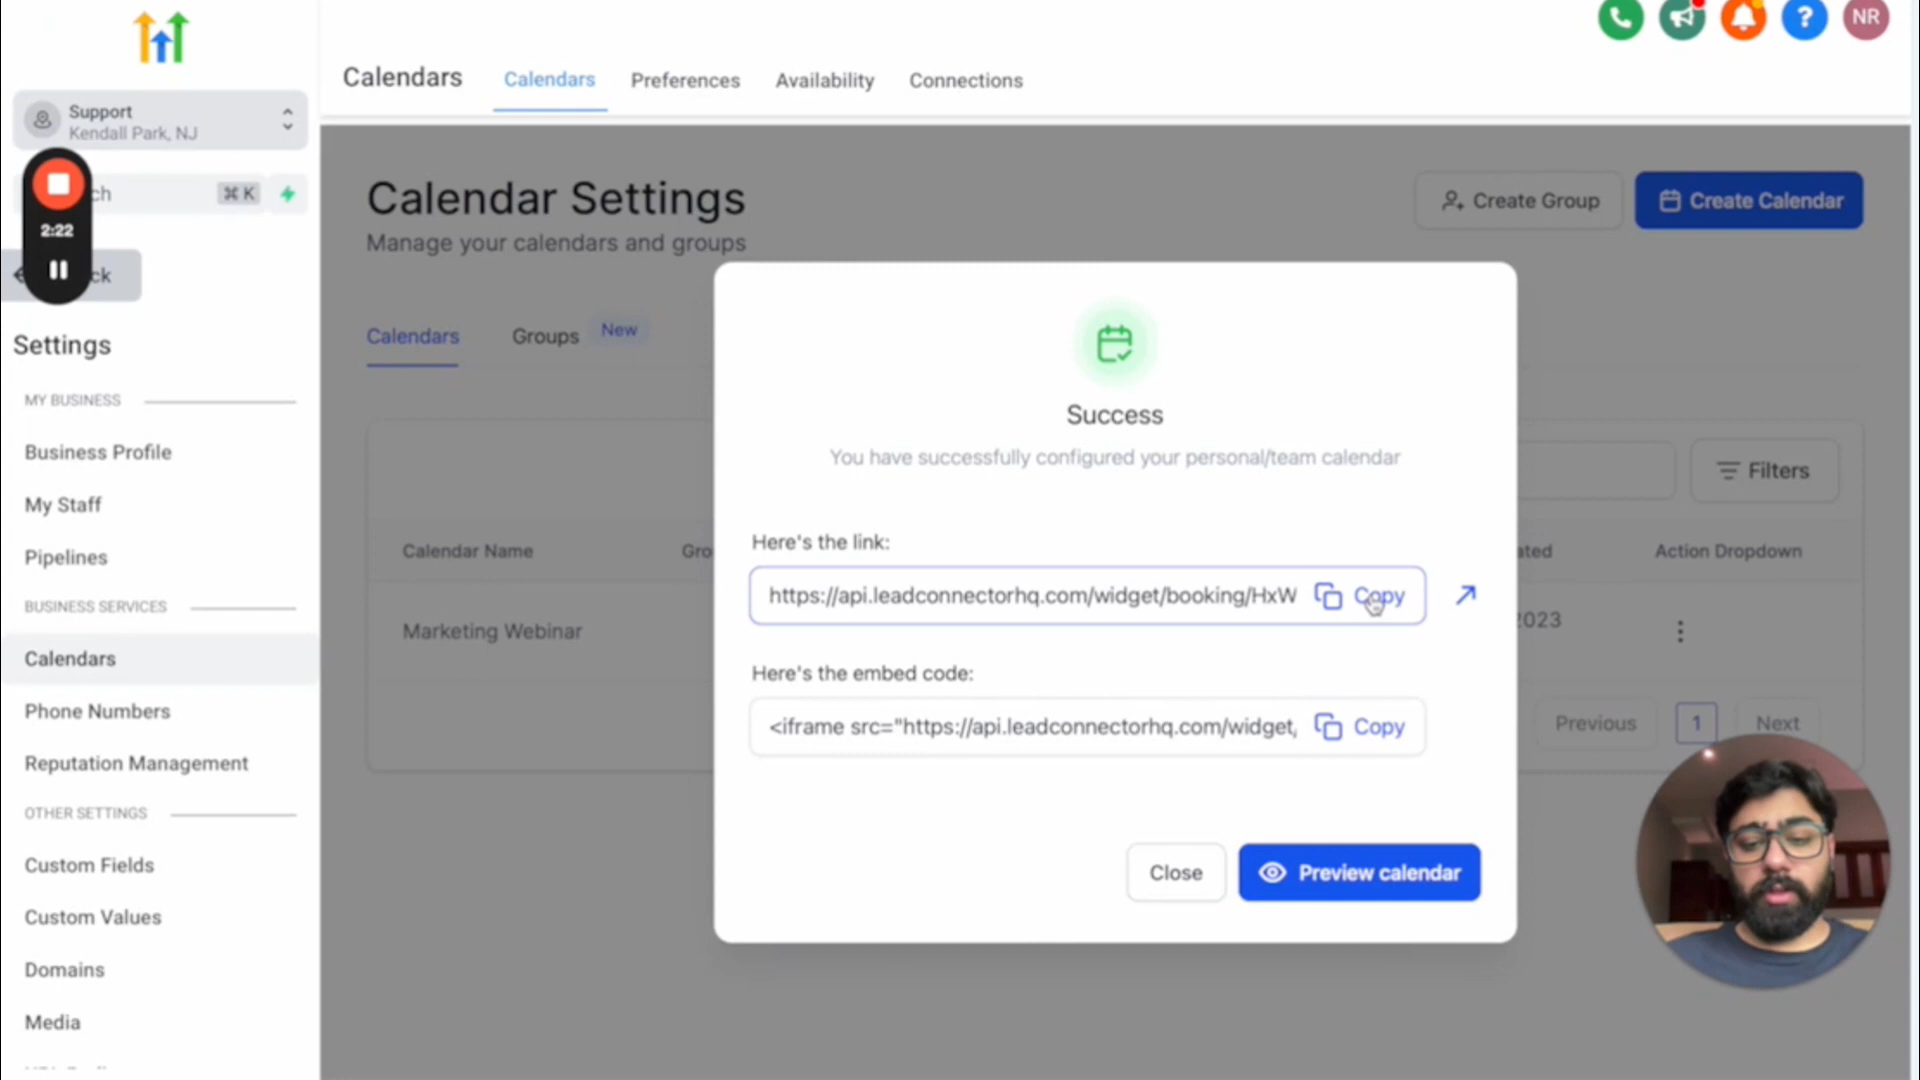 Support
Kendall Park, NJ
ch
⌘ K
ck
2:22
Settings
MY BUSINESS
Business Profile
My Staff
Pipelines
BUSINESS SERVICES
Calendars
Phone Numbers
Reputation Management
OTHER SETTINGS
Custom Fields
Custom Values
Domains
Media
Calendars
Calendars
Preferences
Availability
Connections
?
NR
Calendar Settings
Manage your calendars and groups
Create Group
Create Calendar
Calendars
Groups
New
Filters
Calendar Name
Gro
ated
Action Dropdown
Marketing Webinar
2023
Previous
1
Next
Success
You have successfully configured your personal/team calendar
Here's the link:
https://api.leadconnectorhq.com/widget/booking/HxW
Copy
Here's the embed code:
<iframe src="https://api.leadconnectorhq.com/widget,
Copy
Close
Preview calendar